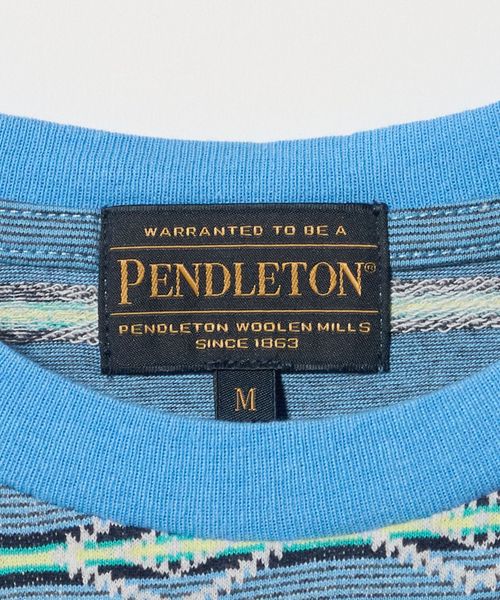 WARRANTED TO BE A
PENDLETON®
PENDLETON WOOLEN MILLS
SINCE 1863
M